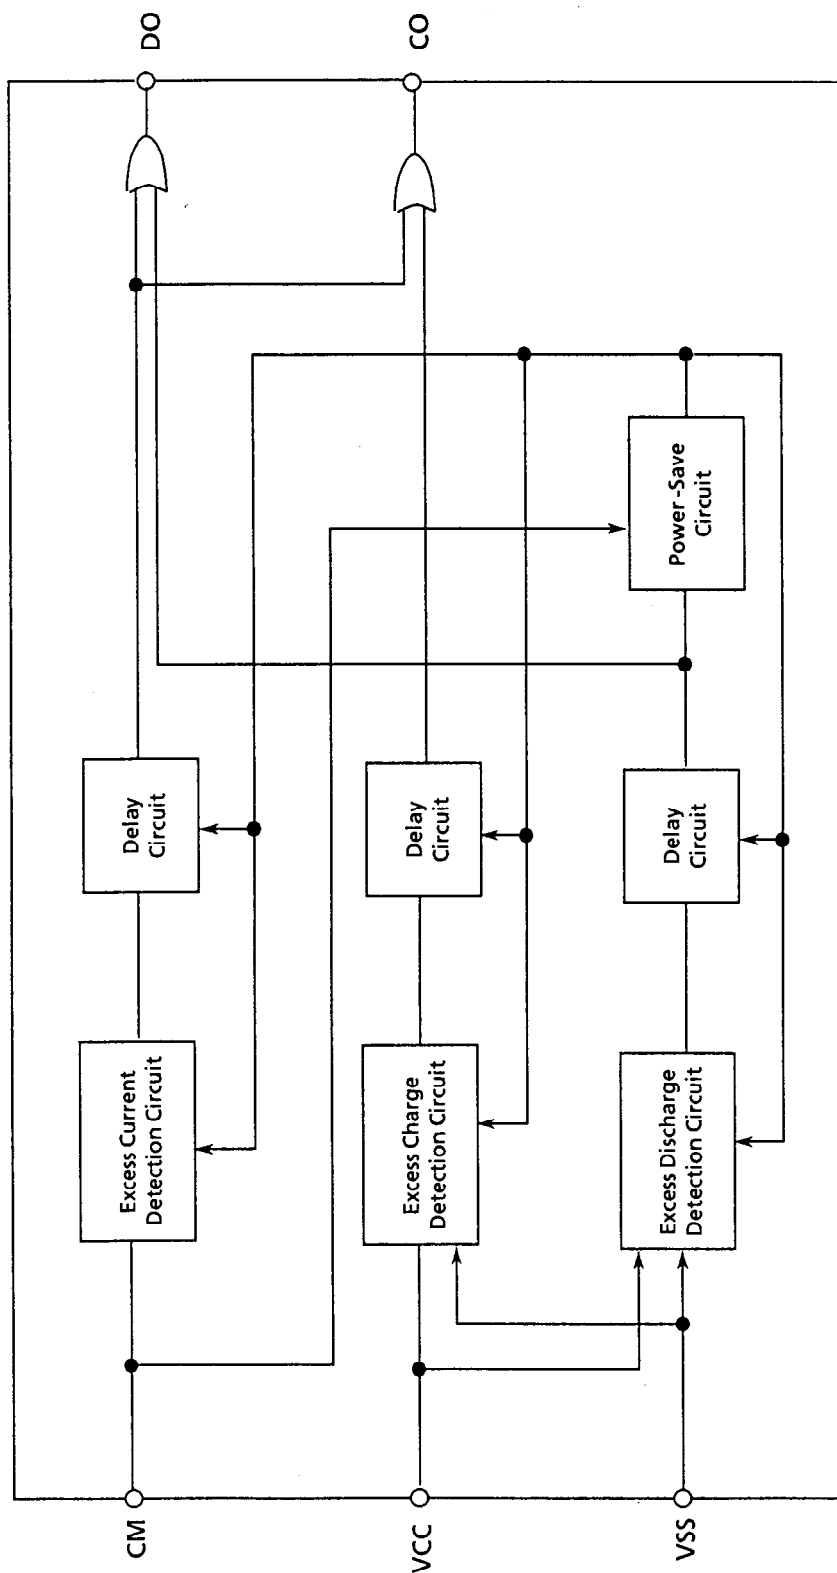 CM
Excess Current
Detection Circuit
Delay
Circuit
DO
VCC
Excess Charge
Detection Circuit
Delay
Circuit
CO
VSS
Excess Discharge
Detection Circuit
Delay
Circuit
Power-Save
Circuit